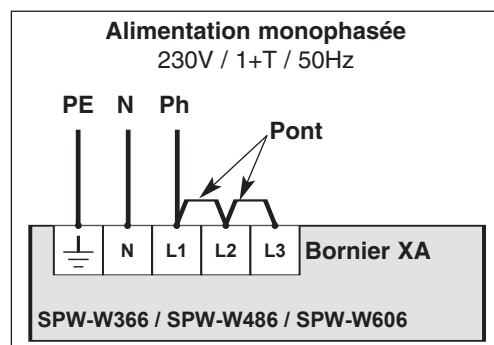 Alimentation monophasée
230V / 1+T / 50Hz
PE N Ph
Pont
N L1 L2 L3 Bornier XA
SPW-W366 / SPW-W486 / SPW-W606